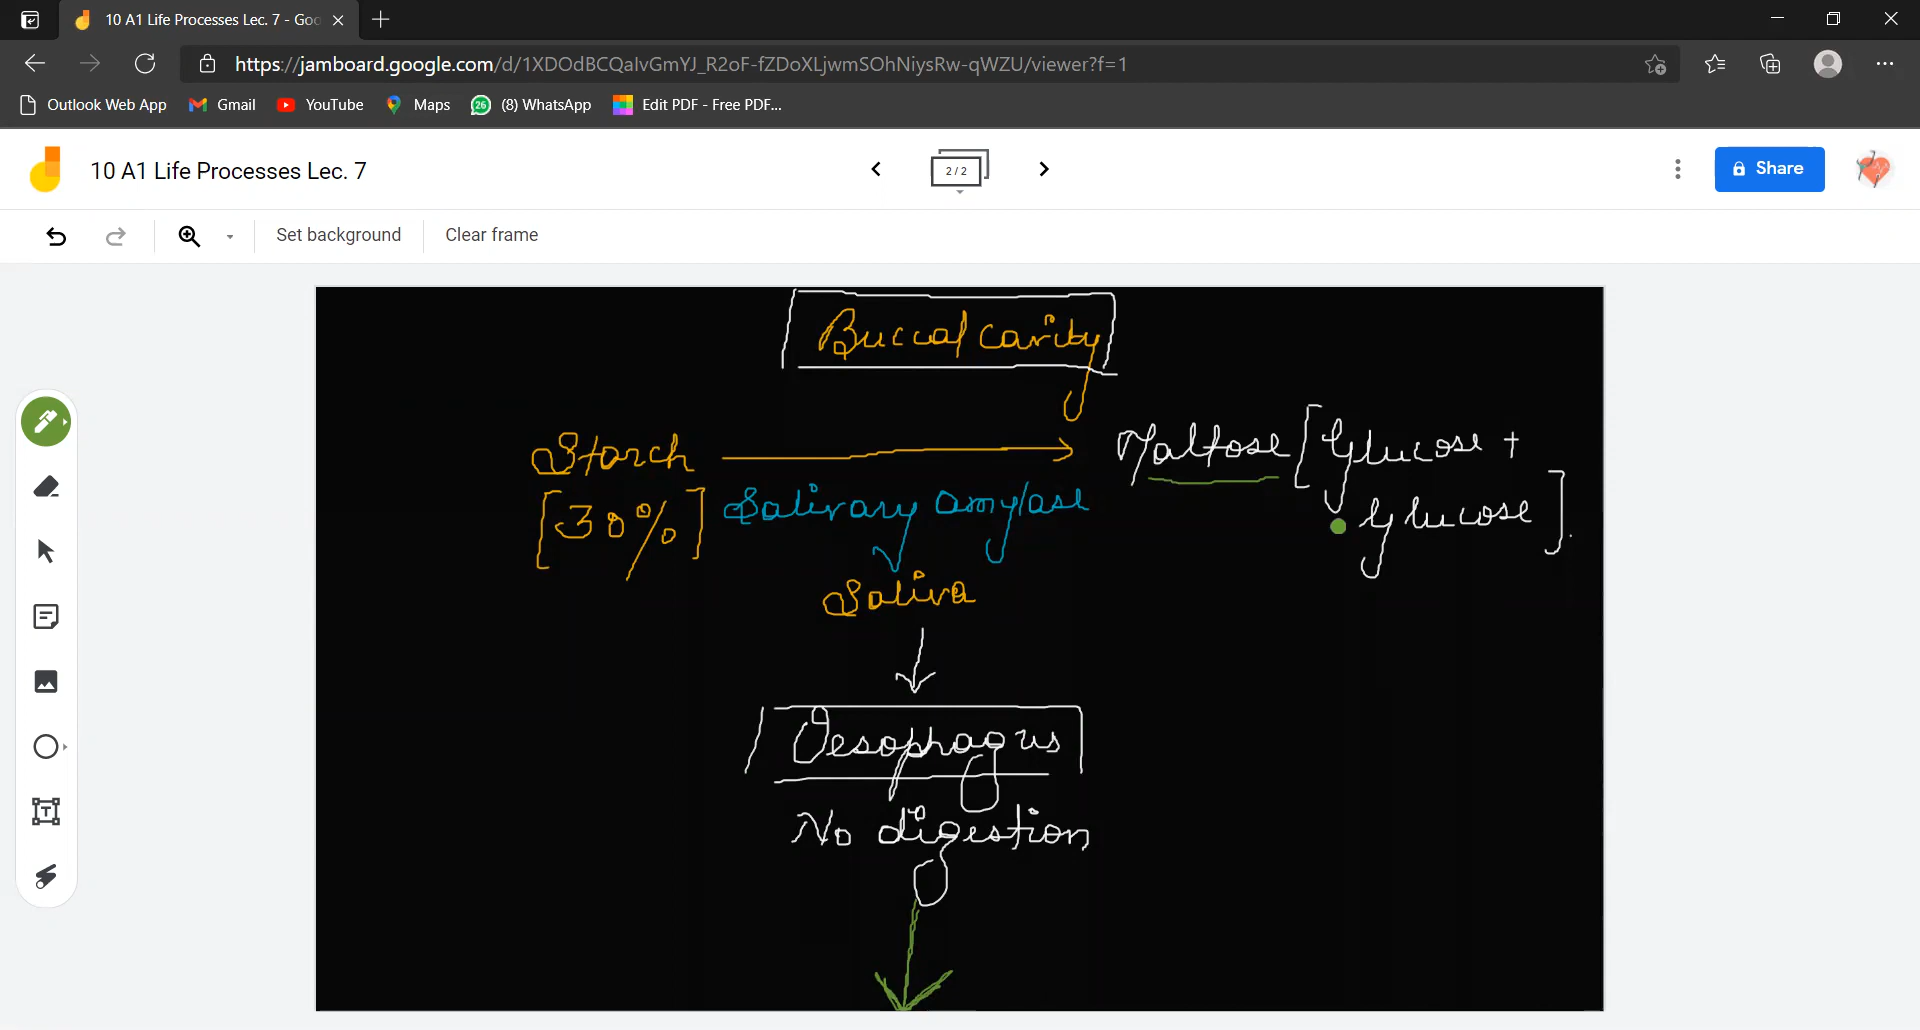 10 A1 Life Processes Lec. 7 - Goo
https://jamboard.google.com/d/1XDOdBCQalvGmYJ_R2oF-fZDoXLjwmSOhNiysRw-qWZU/viewer?f=1
Outlook Web App Gmail YouTube Maps 26 (8) WhatsApp Edit PDF - Free PDF...
10 A1 Life Processes Lec. 7 2 / 2 Share
Set background Clear frame
Buccal cavity
Starch Maltose [Glucose +
[30%] Salivary amylase Glucose].
Saliva
Oesophagus
No digestion